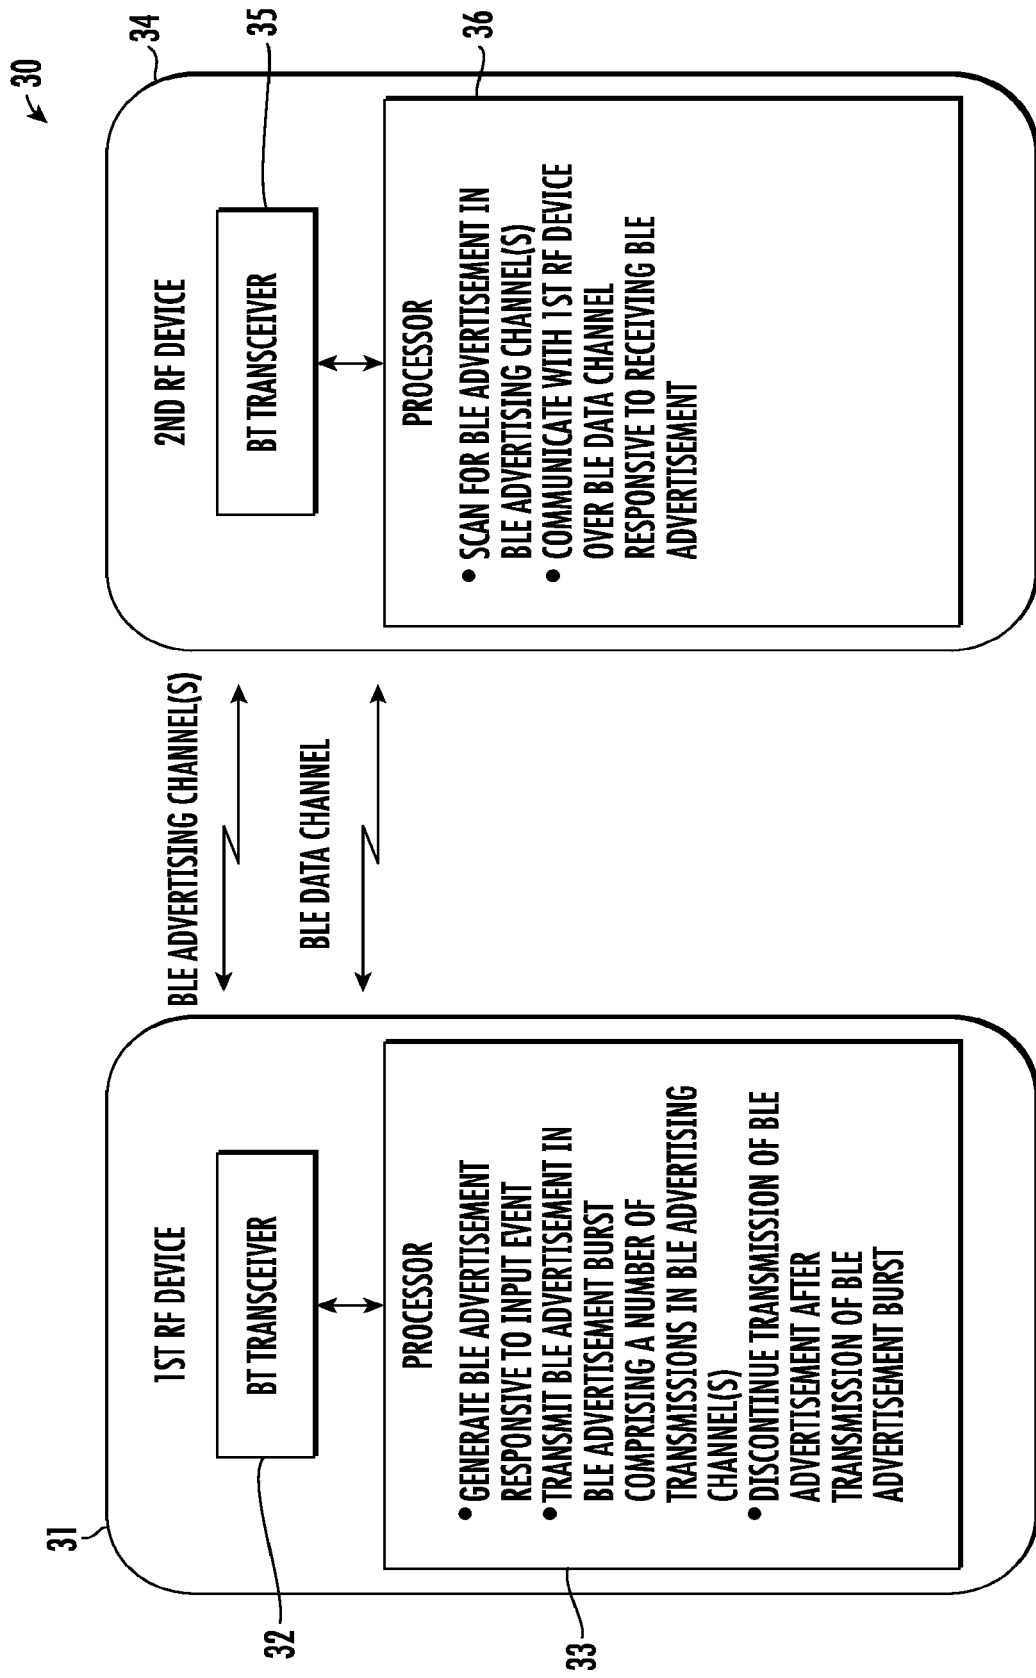 30
31
1ST RF DEVICE
32
BT TRANSCEIVER
PROCESSOR
33
• GENERATE BLE ADVERTISEMENT
RESPONSIVE TO INPUT EVENT
• TRANSMIT BLE ADVERTISEMENT IN
BLE ADVERTISEMENT BURST
COMPRISING A NUMBER OF
TRANSMISSIONS IN BLE ADVERTISING
CHANNEL(S)
• DISCONTINUE TRANSMISSION OF BLE
ADVERTISEMENT AFTER
TRANSMISSION OF BLE
ADVERTISEMENT BURST
BLE ADVERTISING CHANNEL(S)
BLE DATA CHANNEL
34
2ND RF DEVICE
35
BT TRANSCEIVER
36
PROCESSOR
• SCAN FOR BLE ADVERTISEMENT IN
BLE ADVERTISING CHANNEL(S)
• COMMUNICATE WITH 1ST RF DEVICE
OVER BLE DATA CHANNEL
RESPONSIVE TO RECEIVING BLE
ADVERTISEMENT